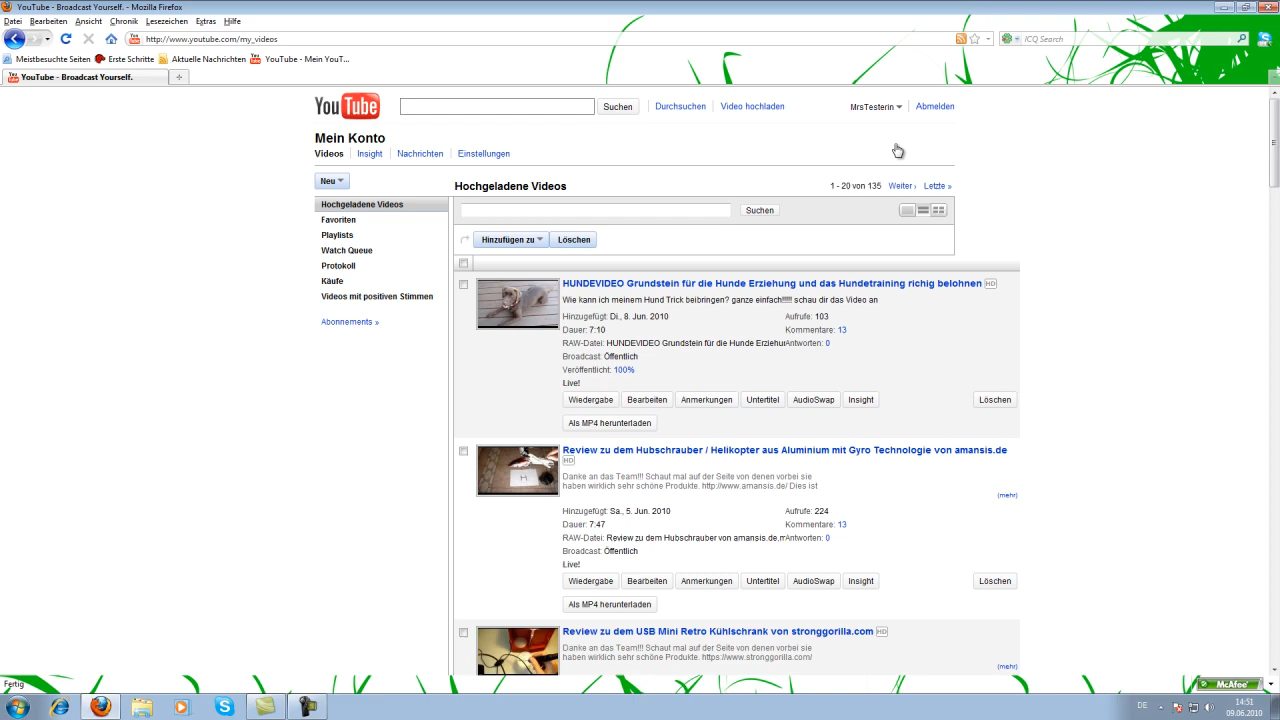 YouTube - Broadcast Yourself. - Mozilla Firefox
Datei Bearbeiten Ansicht Chronik Lesezeichen Extras Hilfe
http://www.youtube.com/my_videos
ICQ Search
Meistbesuchte Seiten Erste Schritte Aktuelle Nachrichten YouTube - Mein YouT...
YouTube - Broadcast Yourself.
YouTube Suchen Durchsuchen Video hochladen MrsTesterin Abmelden
Mein Konto
Videos Insight Nachrichten Einstellungen
Neu
Hochgeladene Videos 1 - 20 von 135 Weiter › Letzte »
Hochgeladene Videos
Favoriten
Playlists
Watch Queue
Protokoll
Käufe
Videos mit positiven Stimmen
Abonnements »
Suchen
Hinzufügen zu Löschen
HUNDEVIDEO Grundstein für die Hunde Erziehung und das Hundetraining richig belohnen HD
Wie kann ich meinem Hund Trick beibringen? ganze einfach!!!!! schau dir das Video an
Hinzugefügt: Di., 8. Jun. 2010 Aufrufe: 103
Dauer: 7:10 Kommentare: 13
RAW-Datei: HUNDEVIDEO Grundstein für die Hunde Erziehu Antworten: 0
Broadcast: Öffentlich
Veröffentlicht: 100%
Live!
Wiedergabe Bearbeiten Anmerkungen Untertitel AudioSwap Insight Löschen
Als MP4 herunterladen
Review zu dem Hubschrauber / Helikopter aus Aluminium mit Gyro Technologie von amansis.de
HD
Danke an das Team!!! Schaut mal auf der Seite von denen vorbei sie
haben wirklich sehr schöne Produkte. http://www.amansis.de/ Dies ist
(mehr)
Hinzugefügt: Sa., 5. Jun. 2010 Aufrufe: 224
Dauer: 7:47 Kommentare: 13
RAW-Datei: Review zu dem Hubschrauber von amansis.de.m Antworten: 0
Broadcast: Öffentlich
Live!
Wiedergabe Bearbeiten Anmerkungen Untertitel AudioSwap Insight Löschen
Als MP4 herunterladen
Review zu dem USB Mini Retro Kühlschrank von stronggorilla.com HD
Danke an das Team!!! Schaut mal auf der Seite von denen vorbei sie
haben wirklich sehr schöne Produkte. https://www.stronggorilla.com/
(mehr)
Fertig
McAfee
DE 14:51
09.06.2010